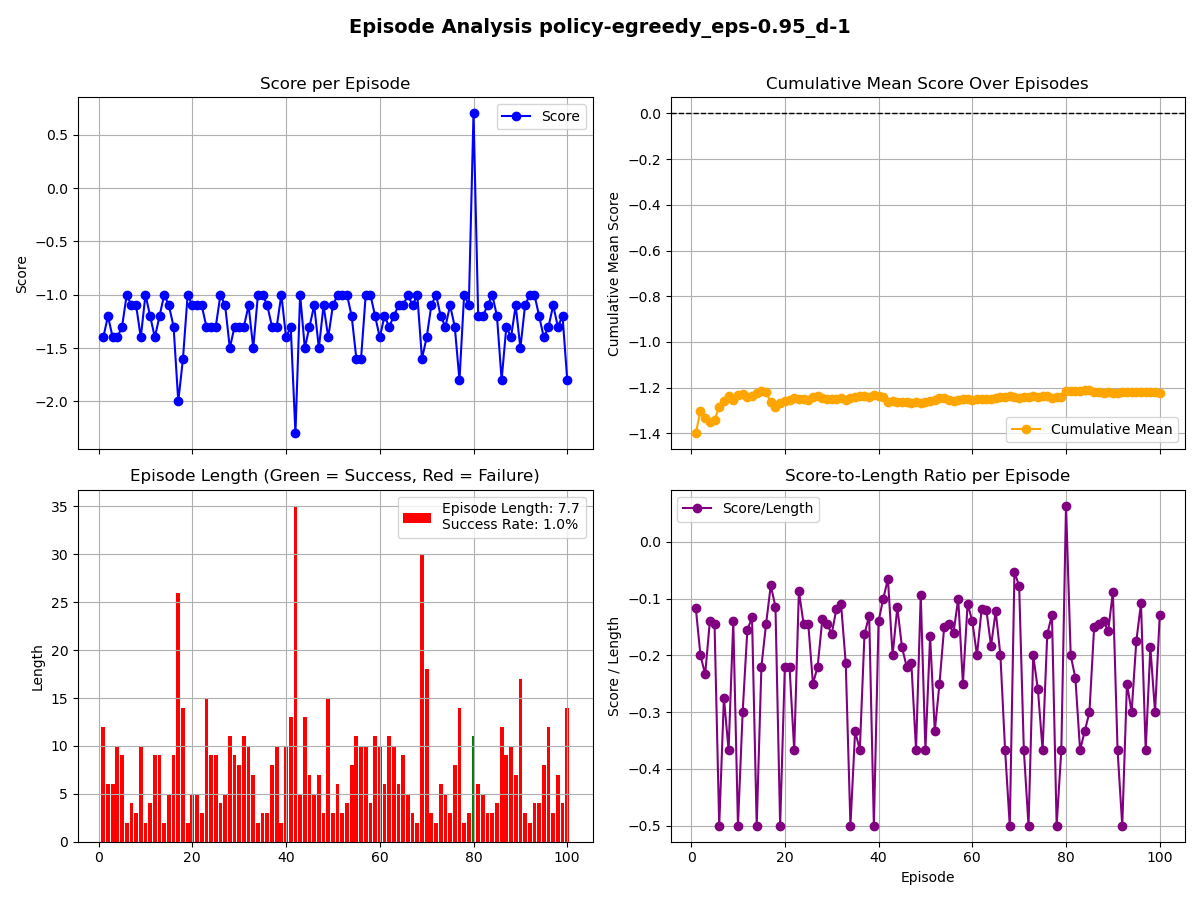 Episode Analysis policy-egreedy_eps-0.95_d-1
Score per Episode
Score
0.5
0.0
−0.5
−1.0
−1.5
−2.0
Score
Cumulative Mean Score Over Episodes
0.0
−0.2
−0.4
−0.6
−0.8
−1.0
−1.2
−1.4
Cumulative Mean Score
Cumulative Mean
Episode Length (Green = Success, Red = Failure)
Episode Length: 7.7
Success Rate: 1.0%
35
30
25
20
15
10
5
0
Length
0 20 40 60 80 100
Score-to-Length Ratio per Episode
Score/Length
0.0
−0.1
−0.2
−0.3
−0.4
−0.5
Score / Length
0 20 40 60 80 100
Episode